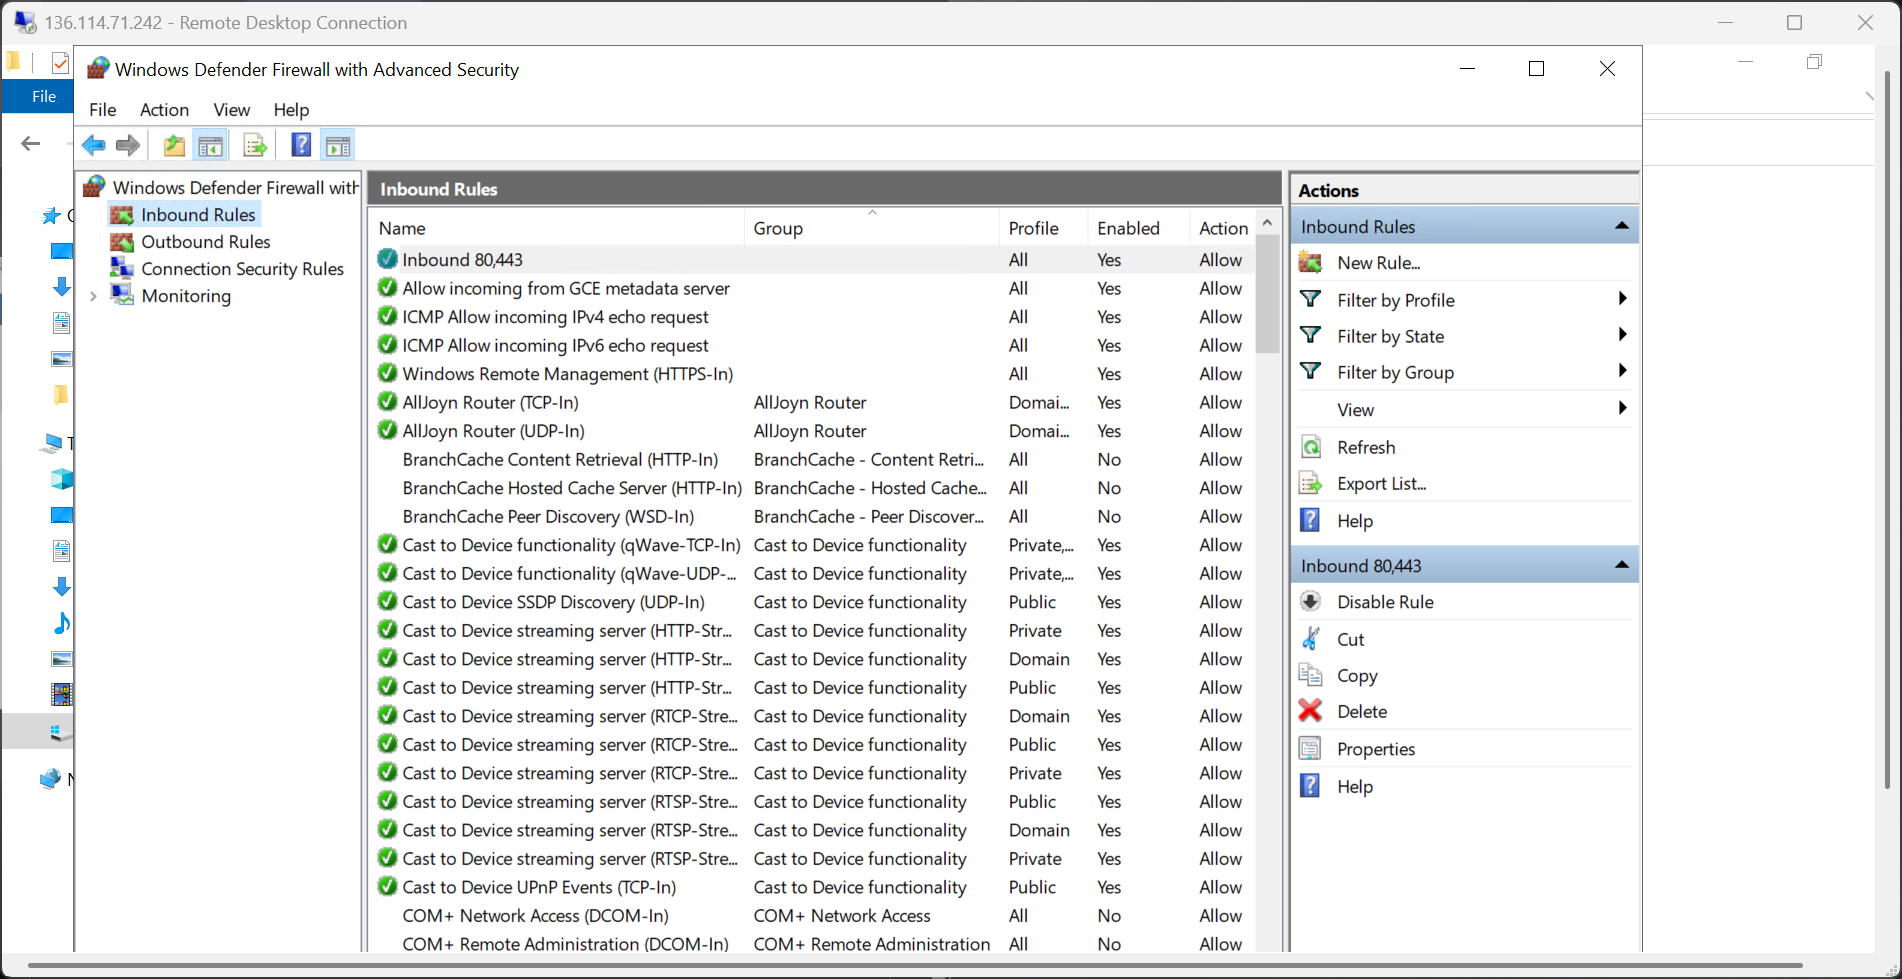 136.114.71.242 - Remote Desktop Connection
Windows Defender Firewall with Advanced Security
File
File Action View Help
Windows Defender Firewall with
Inbound Rules
Outbound Rules
Connection Security Rules
Monitoring
Inbound Rules
Name Group Profile Enabled Action
Inbound 80,443 All Yes Allow
Allow incoming from GCE metadata server All Yes Allow
ICMP Allow incoming IPv4 echo request All Yes Allow
ICMP Allow incoming IPv6 echo request All Yes Allow
Windows Remote Management (HTTPS-In) All Yes Allow
AllJoyn Router (TCP-In) AllJoyn Router Domai... Yes Allow
AllJoyn Router (UDP-In) AllJoyn Router Domai... Yes Allow
BranchCache Content Retrieval (HTTP-In) BranchCache - Content Retri... All No Allow
BranchCache Hosted Cache Server (HTTP-In) BranchCache - Hosted Cache... All No Allow
BranchCache Peer Discovery (WSD-In) BranchCache - Peer Discover... All No Allow
Cast to Device functionality (qWave-TCP-In) Cast to Device functionality Private,... Yes Allow
Cast to Device functionality (qWave-UDP-... Cast to Device functionality Private,... Yes Allow
Cast to Device SSDP Discovery (UDP-In) Cast to Device functionality Public Yes Allow
Cast to Device streaming server (HTTP-Str... Cast to Device functionality Private Yes Allow
Cast to Device streaming server (HTTP-Str... Cast to Device functionality Domain Yes Allow
Cast to Device streaming server (HTTP-Str... Cast to Device functionality Public Yes Allow
Cast to Device streaming server (RTCP-Stre... Cast to Device functionality Domain Yes Allow
Cast to Device streaming server (RTCP-Stre... Cast to Device functionality Public Yes Allow
Cast to Device streaming server (RTCP-Stre... Cast to Device functionality Private Yes Allow
Cast to Device streaming server (RTSP-Stre... Cast to Device functionality Public Yes Allow
Cast to Device streaming server (RTSP-Stre... Cast to Device functionality Domain Yes Allow
Cast to Device streaming server (RTSP-Stre... Cast to Device functionality Private Yes Allow
Cast to Device UPnP Events (TCP-In) Cast to Device functionality Public Yes Allow
COM+ Network Access (DCOM-In) COM+ Network Access All No Allow
COM+ Remote Administration (DCOM-In) COM+ Remote Administration All No Allow
Actions
Inbound Rules
New Rule...
Filter by Profile
Filter by State
Filter by Group
View
Refresh
Export List...
Help
Inbound 80,443
Disable Rule
Cut
Copy
Delete
Properties
Help